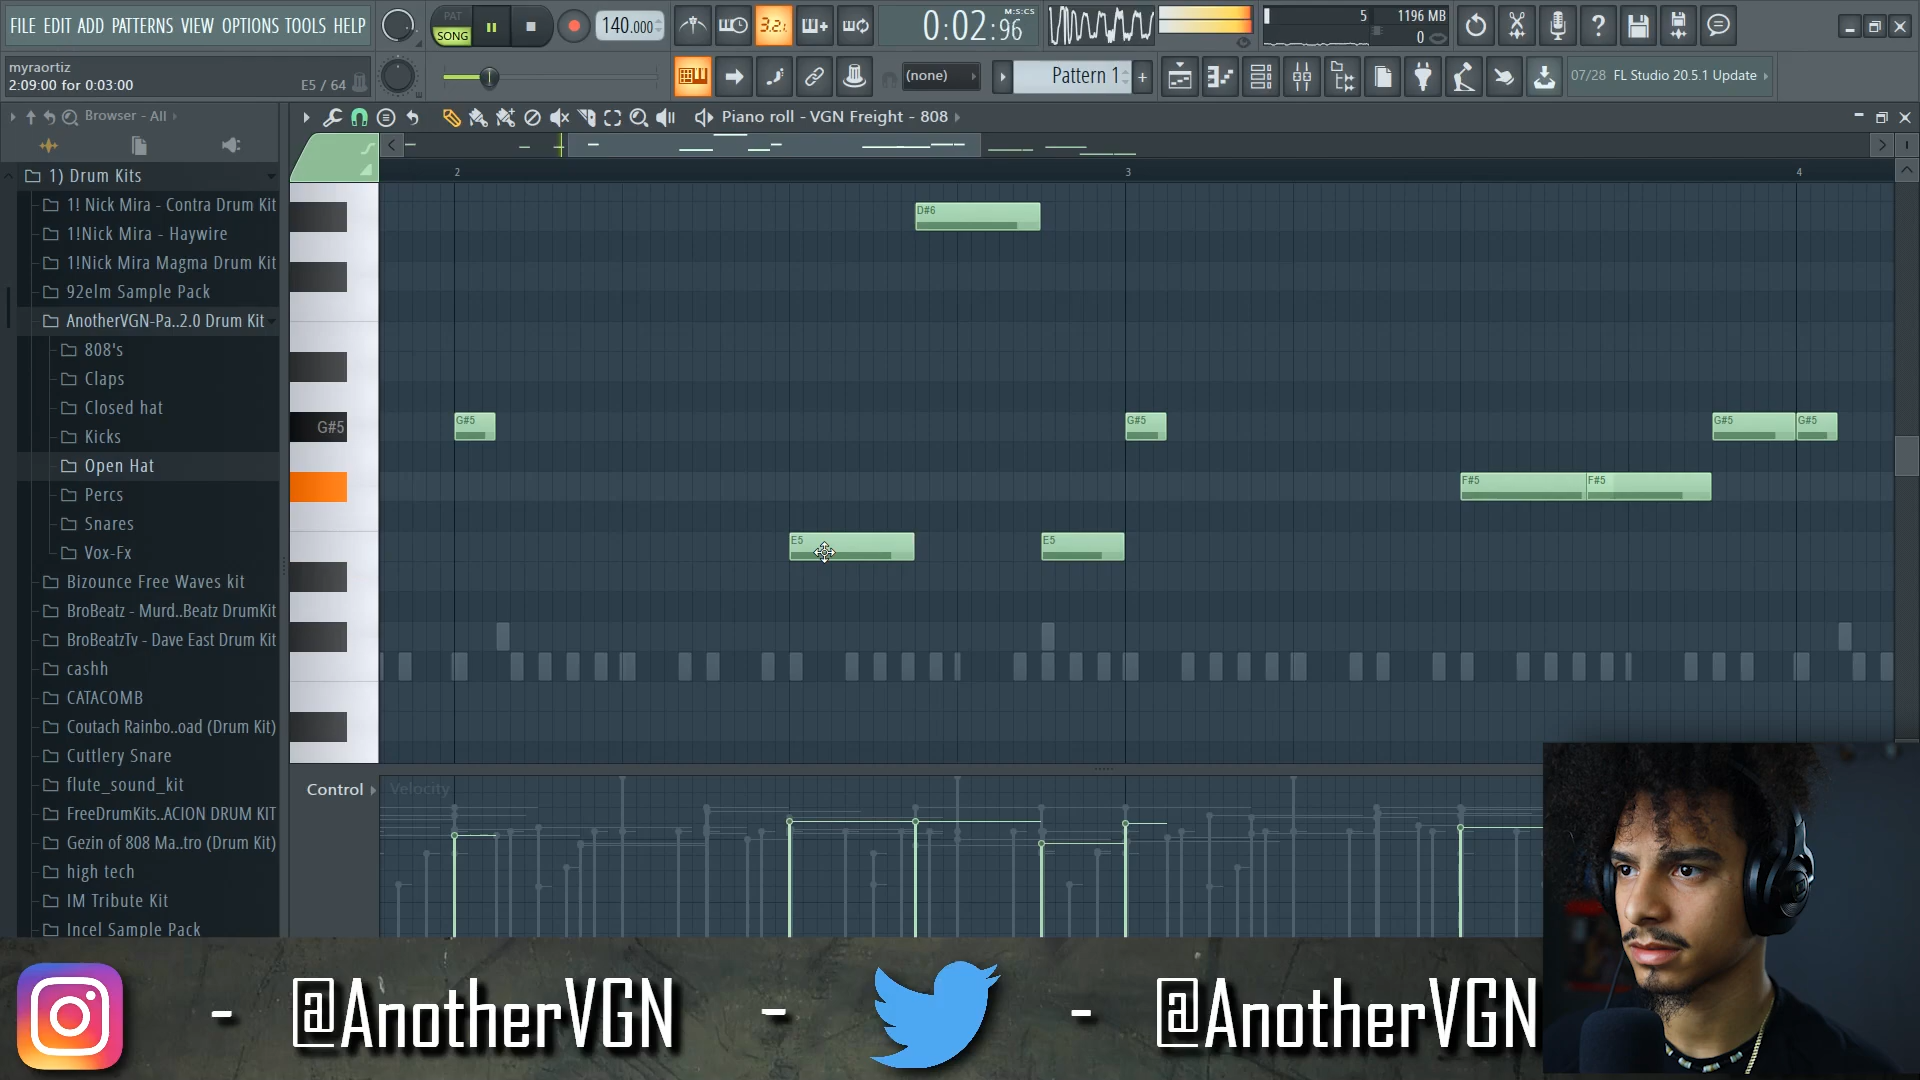 FILE EDIT ADD PATTERNS VIEW OPTIONS TOOLS HELP
PAT
SONG
140.000
3.2.
0:02:96
M:S:CS
5
1196 MB
0
myraortiz
2:09:00 for 0:03:00
E5 / 64
(none)
Pattern 1
07/28 FL Studio 20.5.1 Update
Browser - All
Piano roll - VGN Freight - 808
1) Drum Kits
1! Nick Mira - Contra Drum Kit
1!Nick Mira - Haywire
1!Nick Mira Magma Drum Kit
92elm Sample Pack
AnotherVGN-Pa..2.0 Drum Kit
808's
Claps
Closed hat
Kicks
Open Hat
Percs
Snares
Vox-Fx
Bizounce Free Waves kit
BroBeatz - Murd..Beatz DrumKit
BroBeatzTv - Dave East Drum Kit
cashh
CATACOMB
Coutach Rainbo..oad (Drum Kit)
Cuttlery Snare
flute_sound_kit
FreeDrumKits..ACION DRUM KIT
Gezin of 808 Ma..tro (Drum Kit)
high tech
IM Tribute Kit
Incel Sample Pack
2
3
4
D#6
G#5
G#5
G#5
G#5
G#5
F#5
F#5
E5
E5
Control
Velocity
- @AnotherVGN - - @AnotherVGN